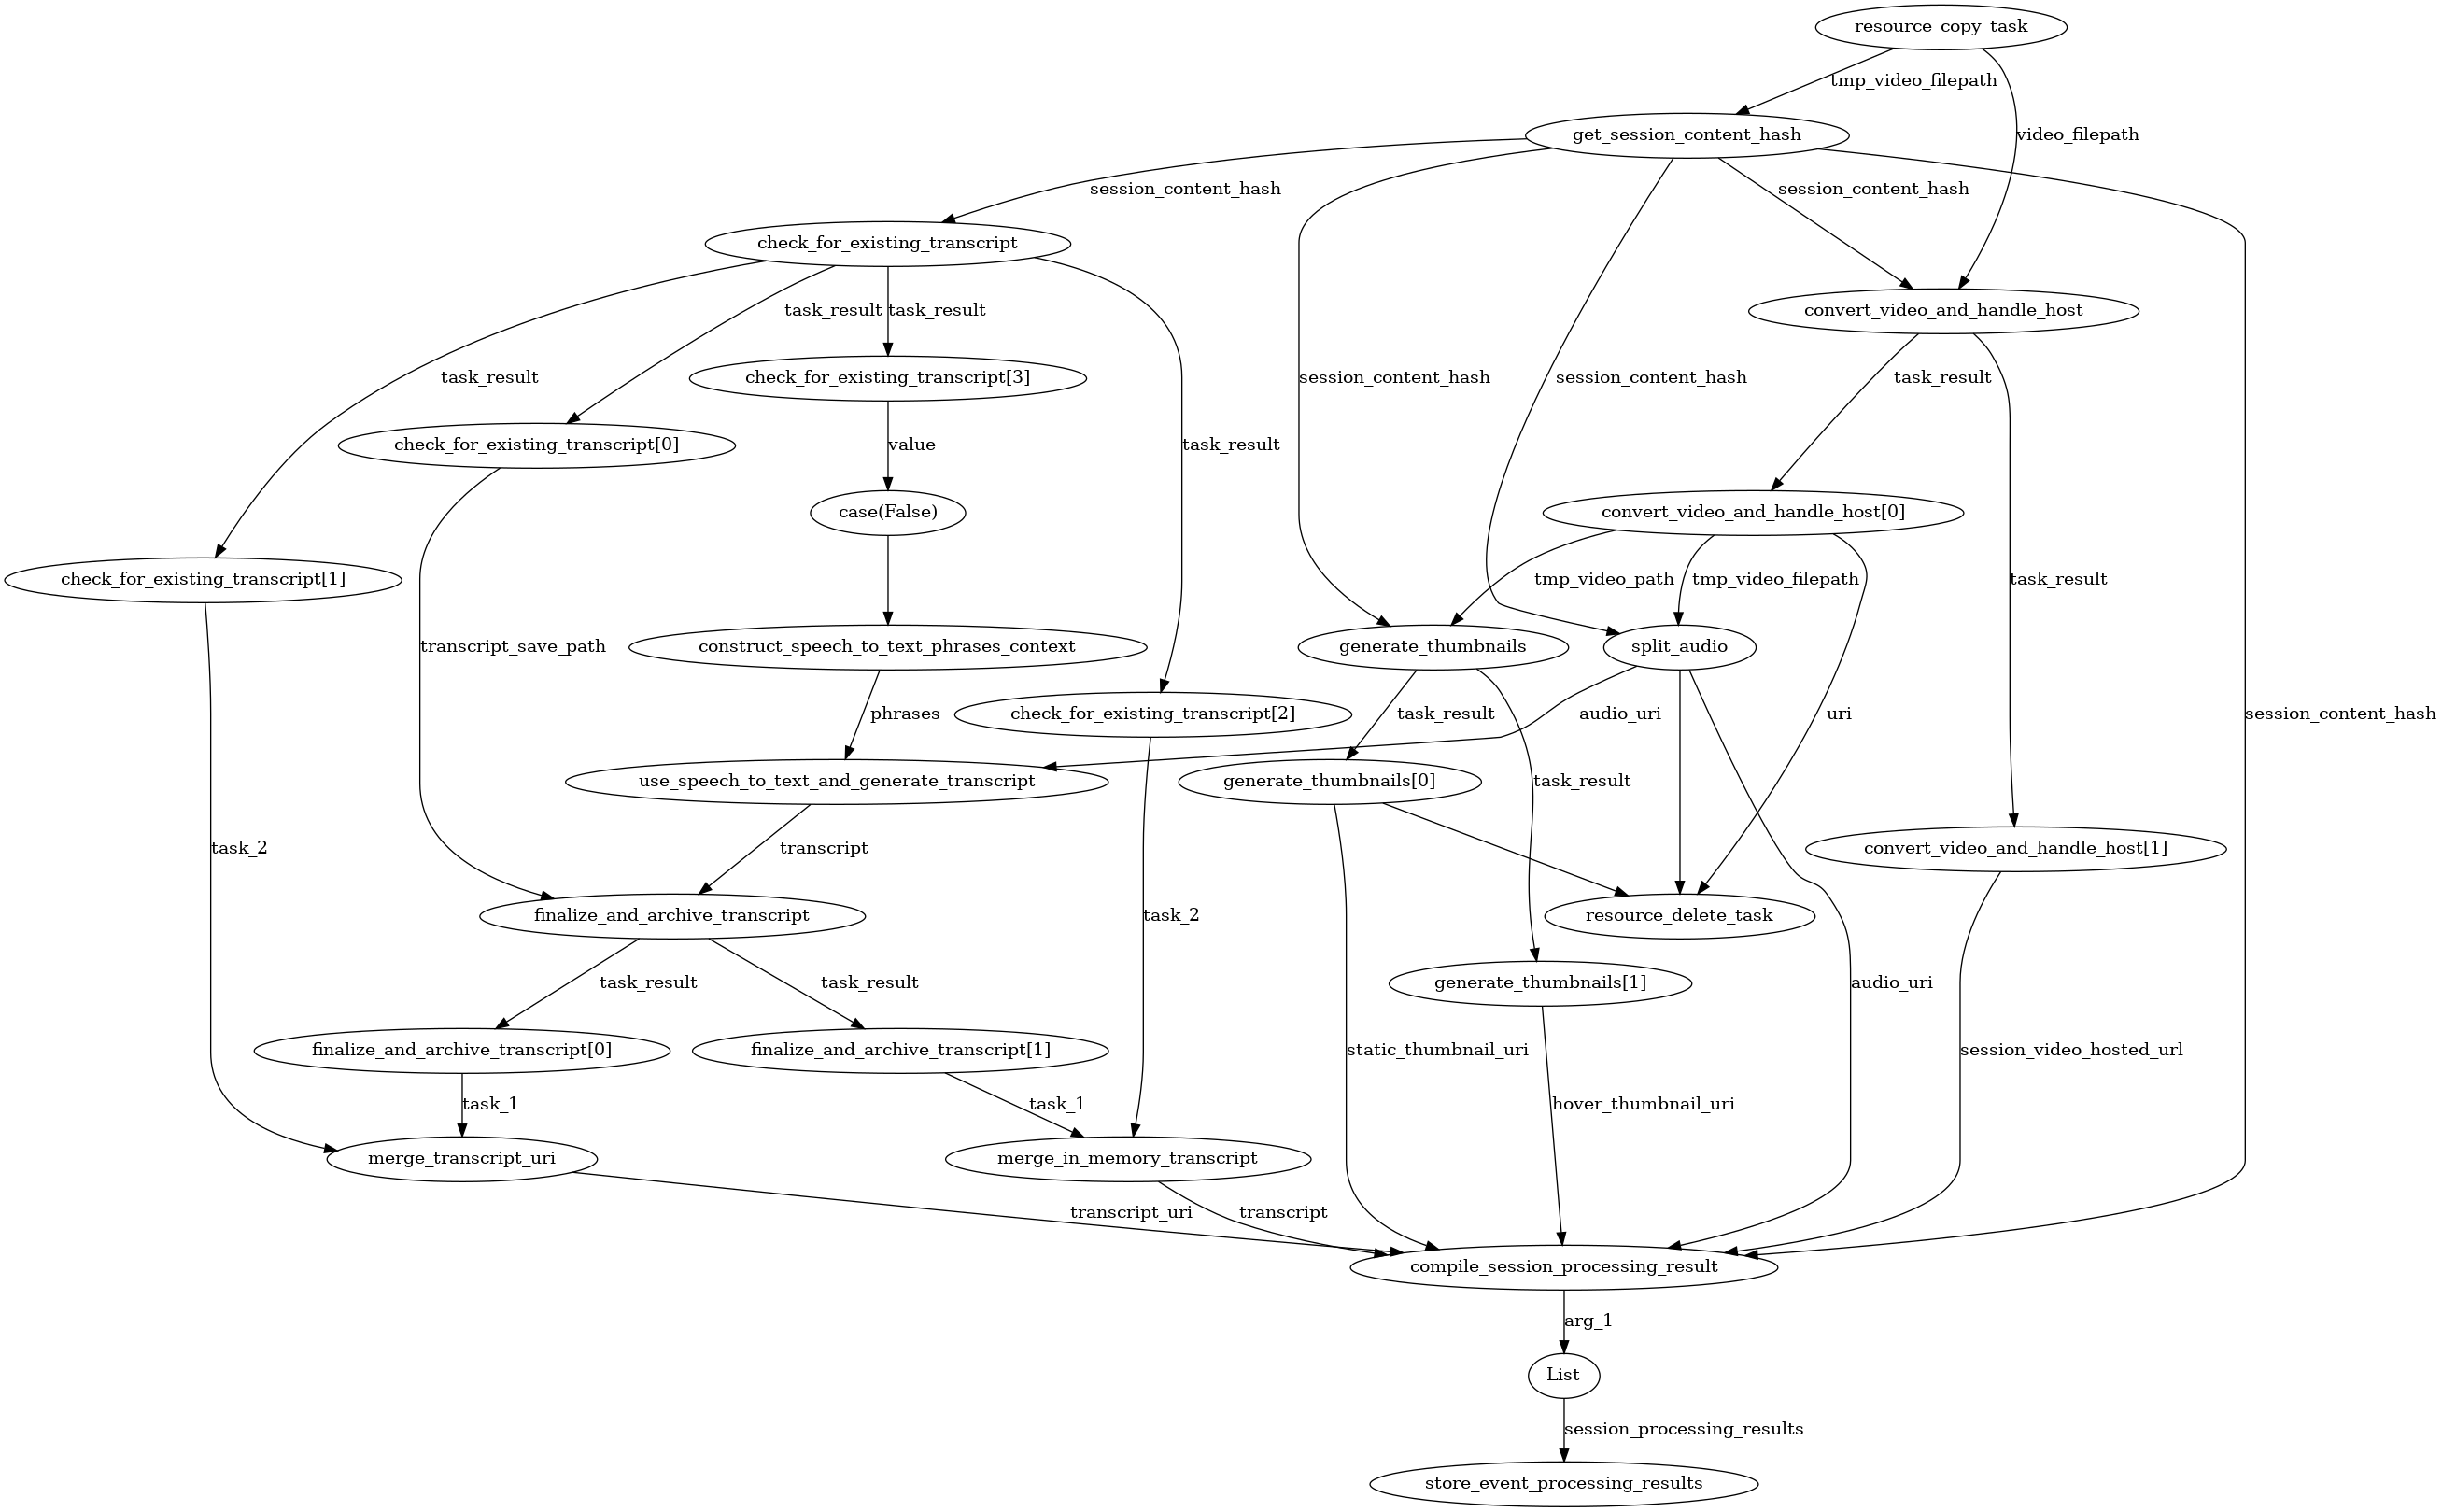 resource_copy_task
tmp_video_filepath
get_session_content_hash
video_filepath
session_content_hash
session_content_hash
check_for_existing_transcript
task_result
task_result
convert_video_and_handle_host
task_result
check_for_existing_transcript[3]
session_content_hash
session_content_hash
task_result
check_for_existing_transcript[0]
value
task_result
case(False)
convert_video_and_handle_host[0]
check_for_existing_transcript[1]
tmp_video_path
tmp_video_filepath
task_result
transcript_save_path
construct_speech_to_text_phrases_context
generate_thumbnails
split_audio
phrases
check_for_existing_transcript[2]
task_result
audio_uri
uri
session_content_hash
use_speech_to_text_and_generate_transcript
generate_thumbnails[0]
task_result
task_2
transcript
convert_video_and_handle_host[1]
finalize_and_archive_transcript
task_2
resource_delete_task
task_result
task_result
generate_thumbnails[1]
audio_uri
finalize_and_archive_transcript[0]
finalize_and_archive_transcript[1]
static_thumbnail_uri
session_video_hosted_url
task_1
task_1
hover_thumbnail_uri
merge_transcript_uri
merge_in_memory_transcript
transcript_uri
transcript
compile_session_processing_result
arg_1
List
session_processing_results
store_event_processing_results